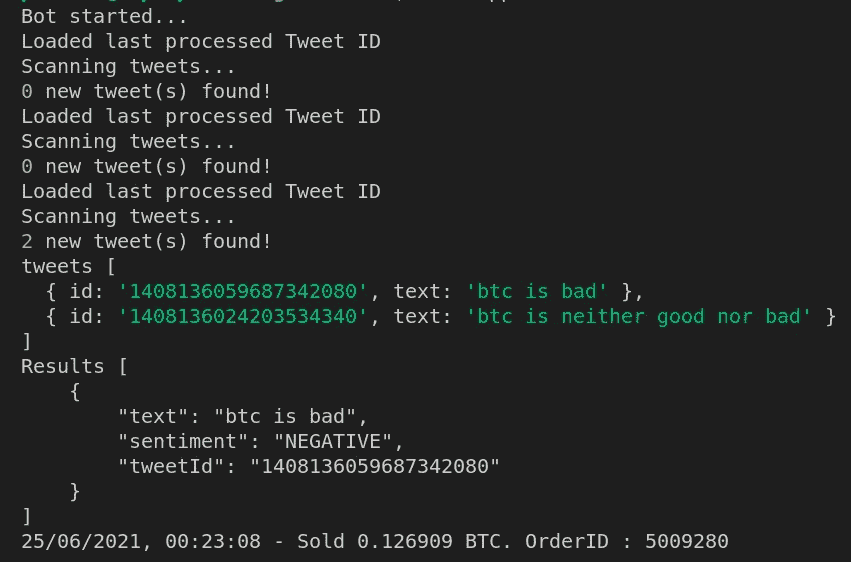 Bot started...
Loaded last processed Tweet ID
Scanning tweets...
0 new tweet(s) found!
Loaded last processed Tweet ID
Scanning tweets...
0 new tweet(s) found!
Loaded last processed Tweet ID
Scanning tweets...
2 new tweet(s) found!
tweets [
  { id: '1408136059687342080', text: 'btc is bad' },
  { id: '1408136024203534340', text: 'btc is neither good nor bad' }
]
Results [
    {
        "text": "btc is bad",
        "sentiment": "NEGATIVE",
        "tweetId": "1408136059687342080"
    }
]
25/06/2021, 00:23:08 - Sold 0.126909 BTC. OrderID : 5009280